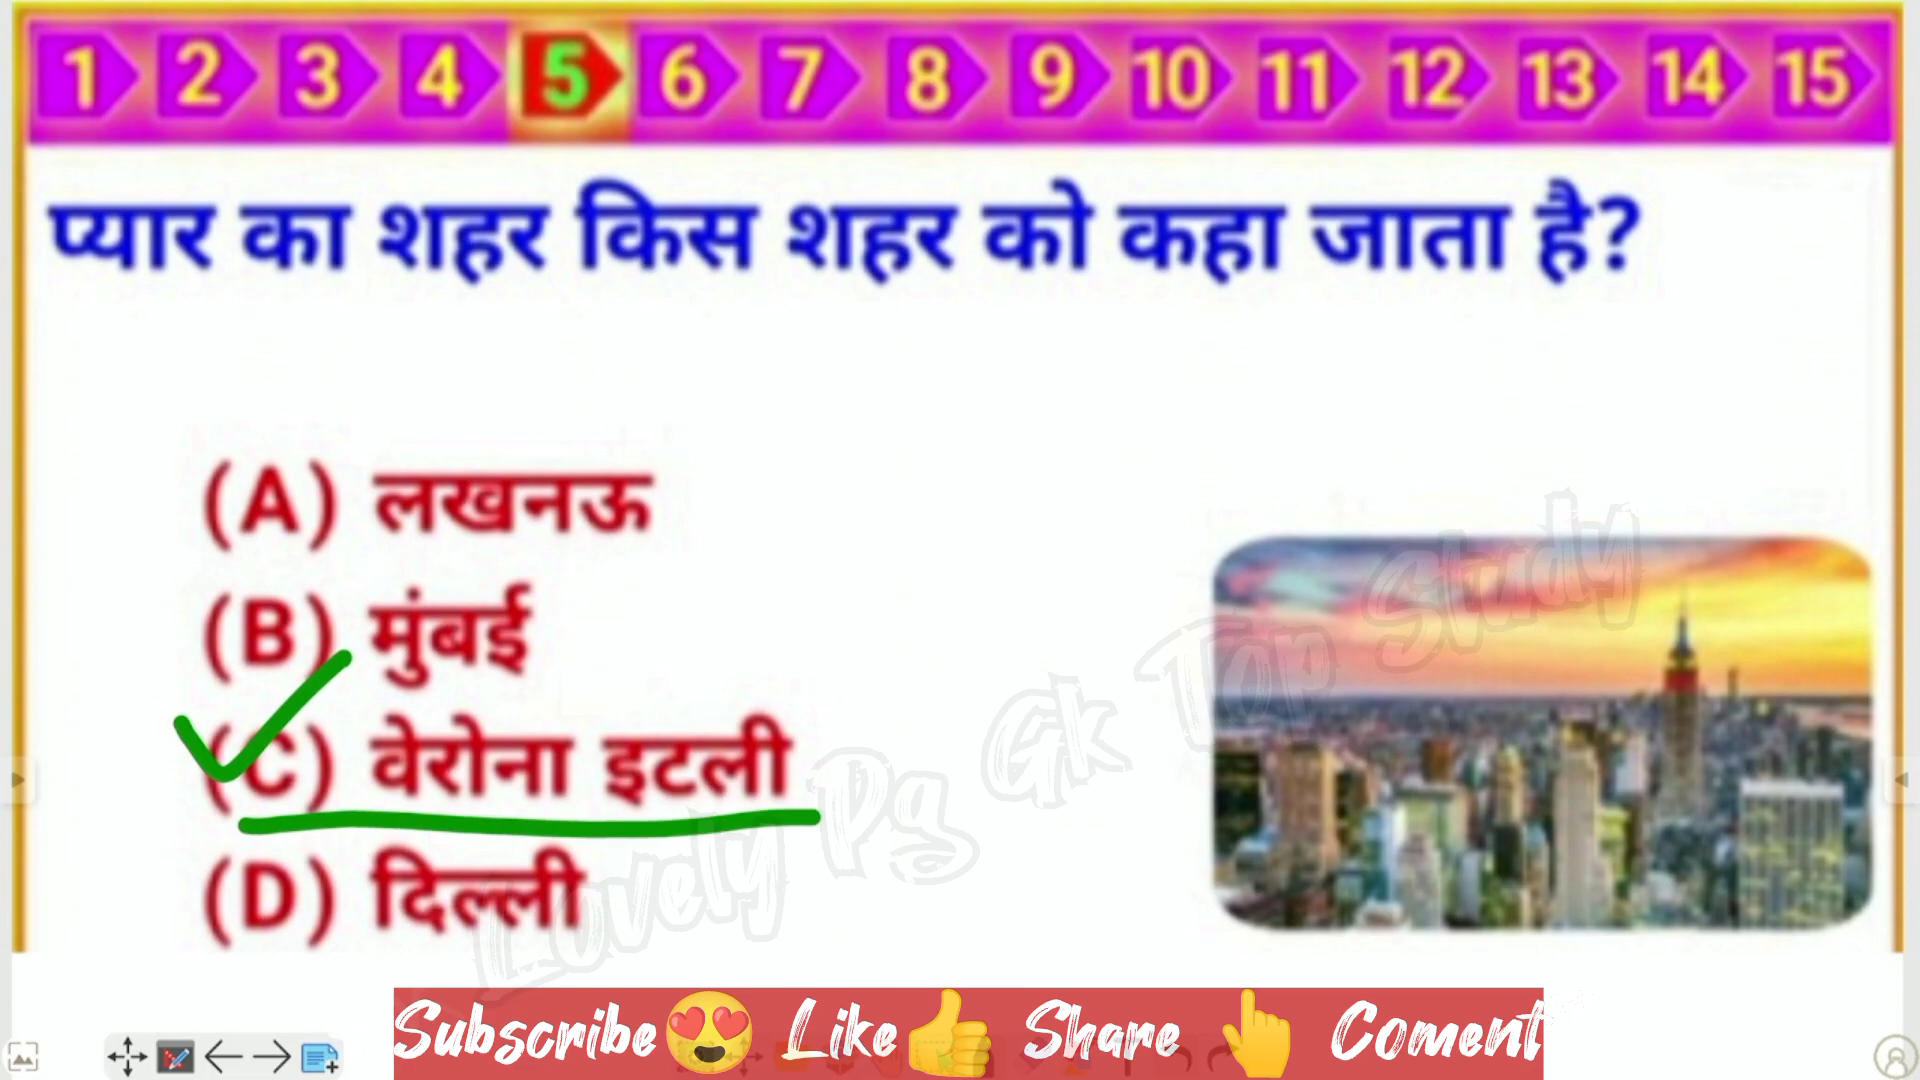 1 2 3 4 5 6 7 8 9 10 11 12 13 14 15
प्यार का शहर किस शहर को कहा जाता है?
(A) लखनऊ
(B) मुंबई
(C) वेरोना इटली
(D) दिल्ली
Lovely Pg Gk Top Study
Subscribe😍 Like👍 Share 👆 Coment